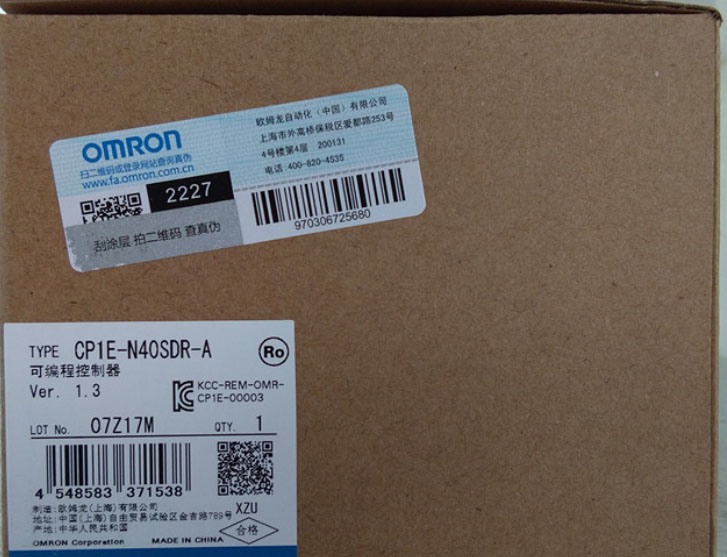 OMRON
扫二维码或登录网站查真伪
www.fa.omron.com.cn
2227
刮涂层 拍二维码 查真伪
欧姆龙自动化（中国）有限公司
上海市外高桥保税区爱都路253号
4号楼第4层 200131
电话:400-820-4535
970306725680
TYPE CP1E-N40SDR-A
Ro
可编程控制器
Ver. 1.3
KCC-REM-OMR-
CP1E-00003
LOT No. 07Z17M QTY. 1
4 548583 371538
XZU
制造:欧姆龙(上海)有限公司
地址:中国(上海)自由贸易试验区金吉路789号
产地:中华人民共和国
合格
OMRON Corporation MADE IN CHINA